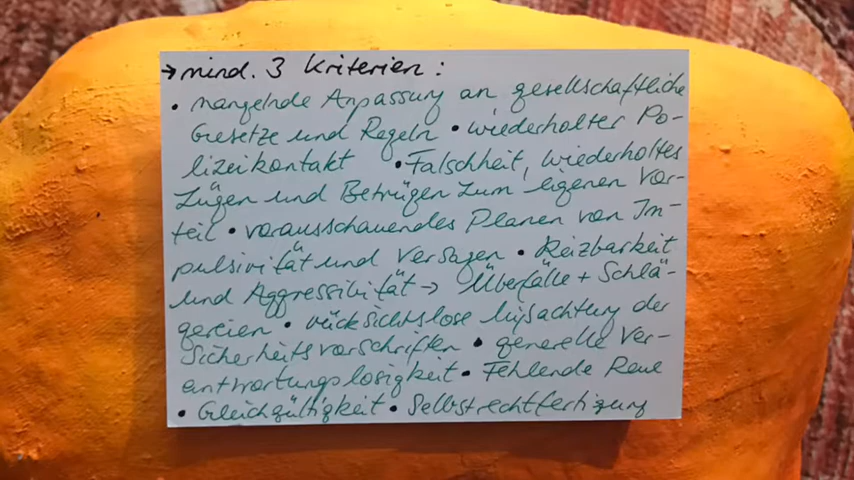 → mind. 3 Kriterien:
• mangelnde Anpassung an gesellschaftliche
Gesetze und Regeln • wiederholter Po-
lizeikontakt • Falschheit, wiederholtes
Lügen und Betrügen zum eigenen Vor-
teil • vorausschauendes Planen von Im-
pulsivität und Versagen • Reizbarkeit
und Aggressibilität → Überfälle + Schlä-
gereien • rücksichtslose Mißachtung der
Sicherheitsvorschriften • generelle Ver-
antwortungslosigkeit • Fehlende Reue
• Gleichgültigkeit • Selbstrechtfertigung